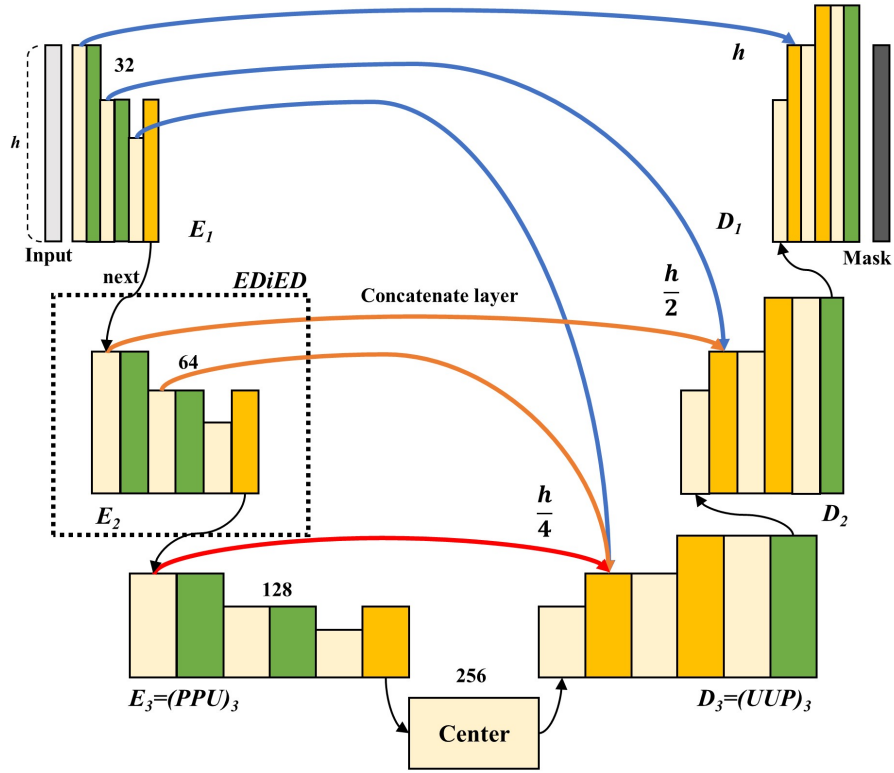 32
h
h
E₁
D₁
Input
Mask
next
EDiED
Concatenate layer
h/2
64
E₂
h/4
D₂
128
256
E₃=(PPU)₃
D₃=(UUP)₃
Center